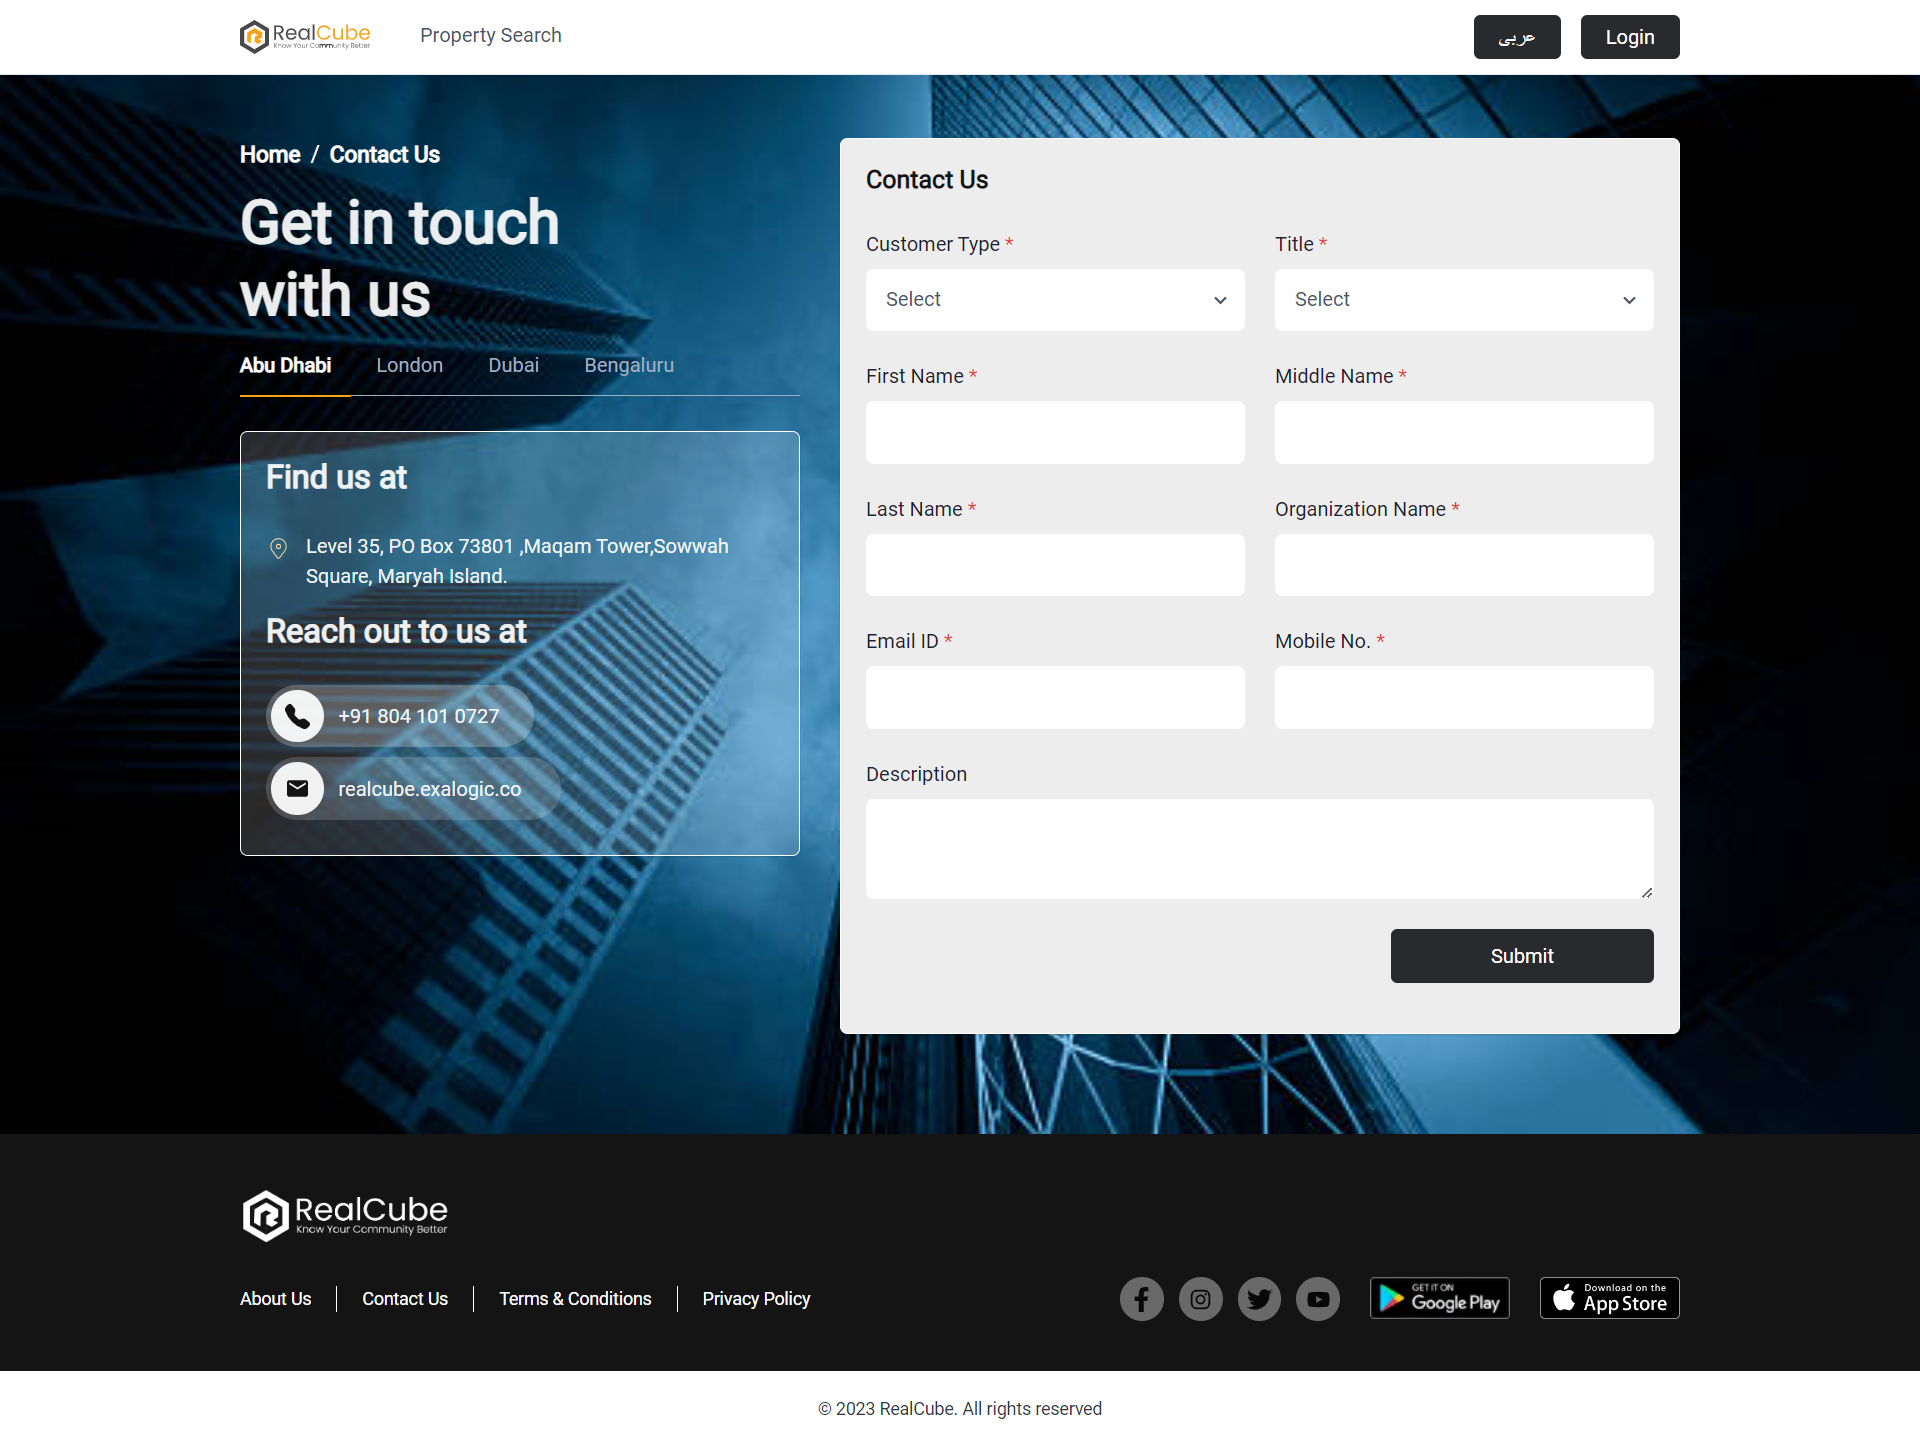 RealCube
Know Your Community Better
Property Search
عربى
Login
Home / Contact Us
Get in touch
with us
Abu Dhabi
London
Dubai
Bengaluru
Find us at
Level 35, PO Box 73801 ,Maqam Tower,Sowwah
Square, Maryah Island.
Reach out to us at
+91 804 101 0727
realcube.exalogic.co
Contact Us
Customer Type *
Title *
Select
Select
First Name *
Middle Name *
Last Name *
Organization Name *
Email ID *
Mobile No. *
Description
Submit
RealCube
Know Your Community Better
About Us
Contact Us
Terms & Conditions
Privacy Policy
GET IT ON
Google Play
Download on the
App Store
© 2023 RealCube. All rights reserved